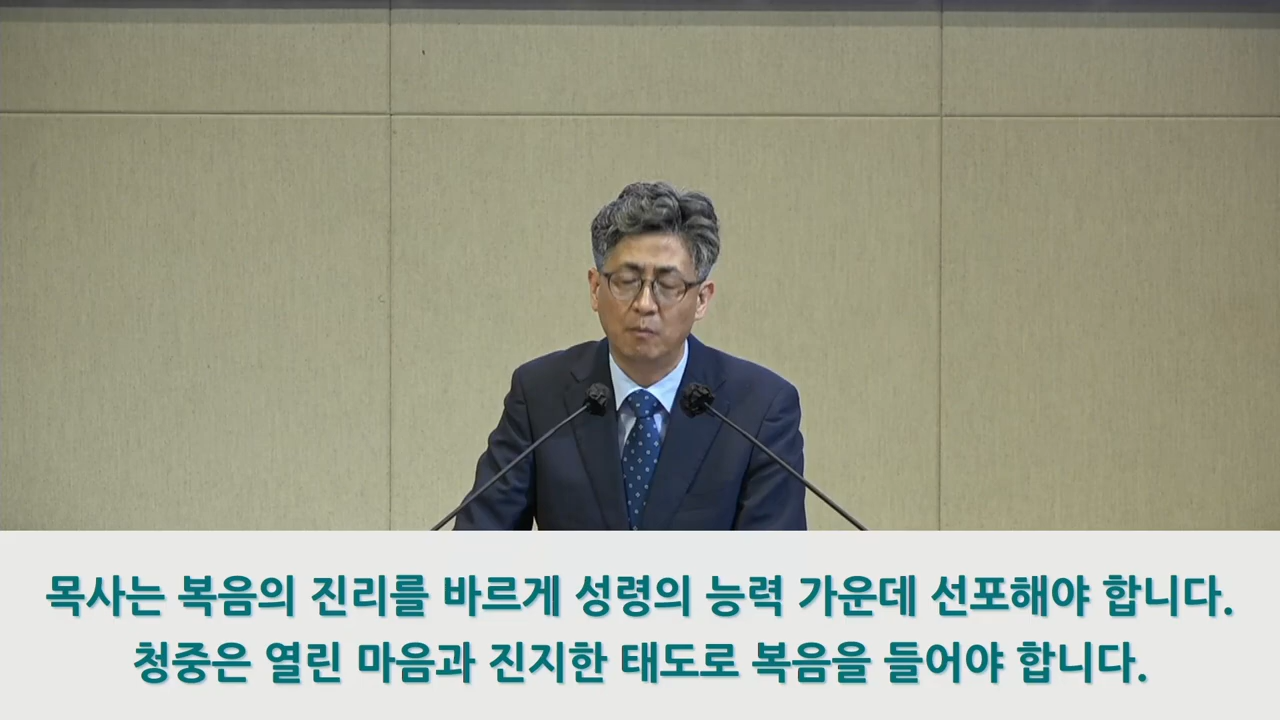 목사는 복음의 진리를 바르게 성령의 능력 가운데 선포해야 합니다.
청중은 열린 마음과 진지한 태도로 복음을 들어야 합니다.